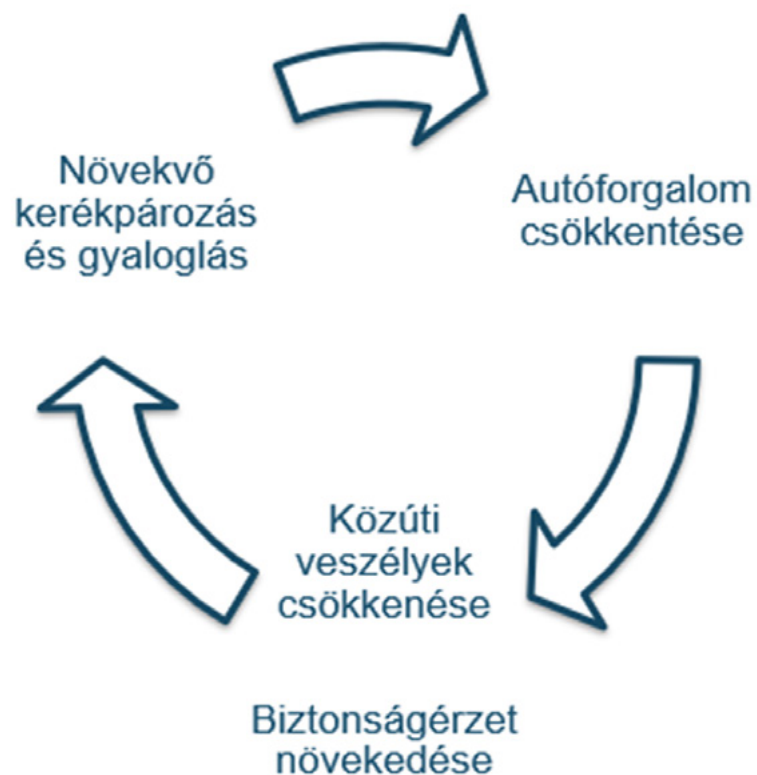 Növekvő
kerékpározás
és gyaloglás
Autóforgalom
csökkentése
Közúti
veszélyek
csökkenése
Biztonságérzet
növekedése